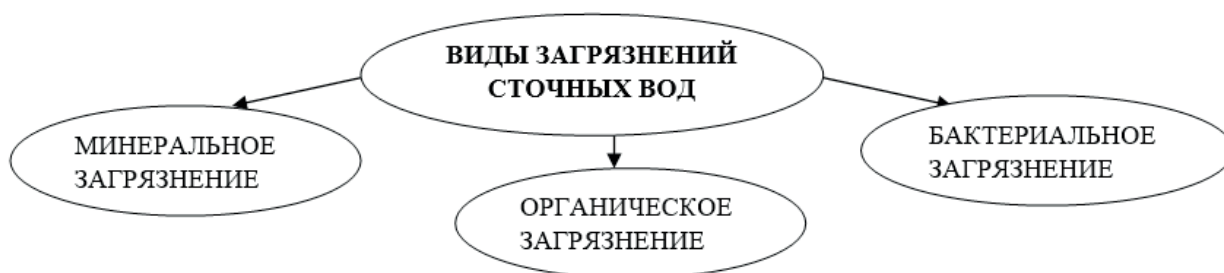 ВИДЫ ЗАГРЯЗНЕНИЙ
СТОЧНЫХ ВОД
МИНЕРАЛЬНОЕ
ЗАГРЯЗНЕНИЕ
ОРГАНИЧЕСКОЕ
ЗАГРЯЗНЕНИЕ
БАКТЕРИАЛЬНОЕ
ЗАГРЯЗНЕНИЕ